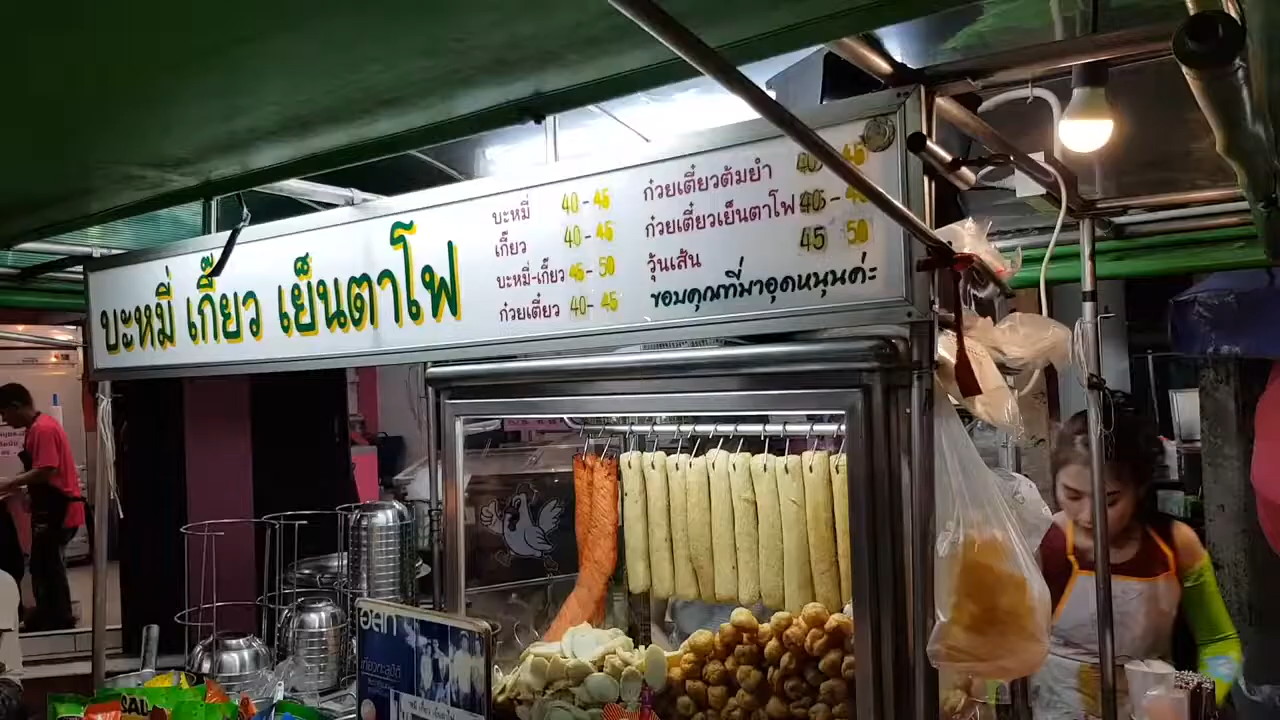 บะหมี่ เกี๊ยว เย็นตาโฟ
บะหมี่ 40-45
เกี๊ยว 40-45
บะหมี่-เกี๊ยว 45-50
ก๋วยเตี๋ยว 40-45
ก๋วยเตี๋ยวต้มยำ 40 45
ก๋วยเตี๋ยวเย็นตาโฟ 40-45
วุ้นเส้น 45 50
ขอบคุณที่มาอุดหนุนค่ะ